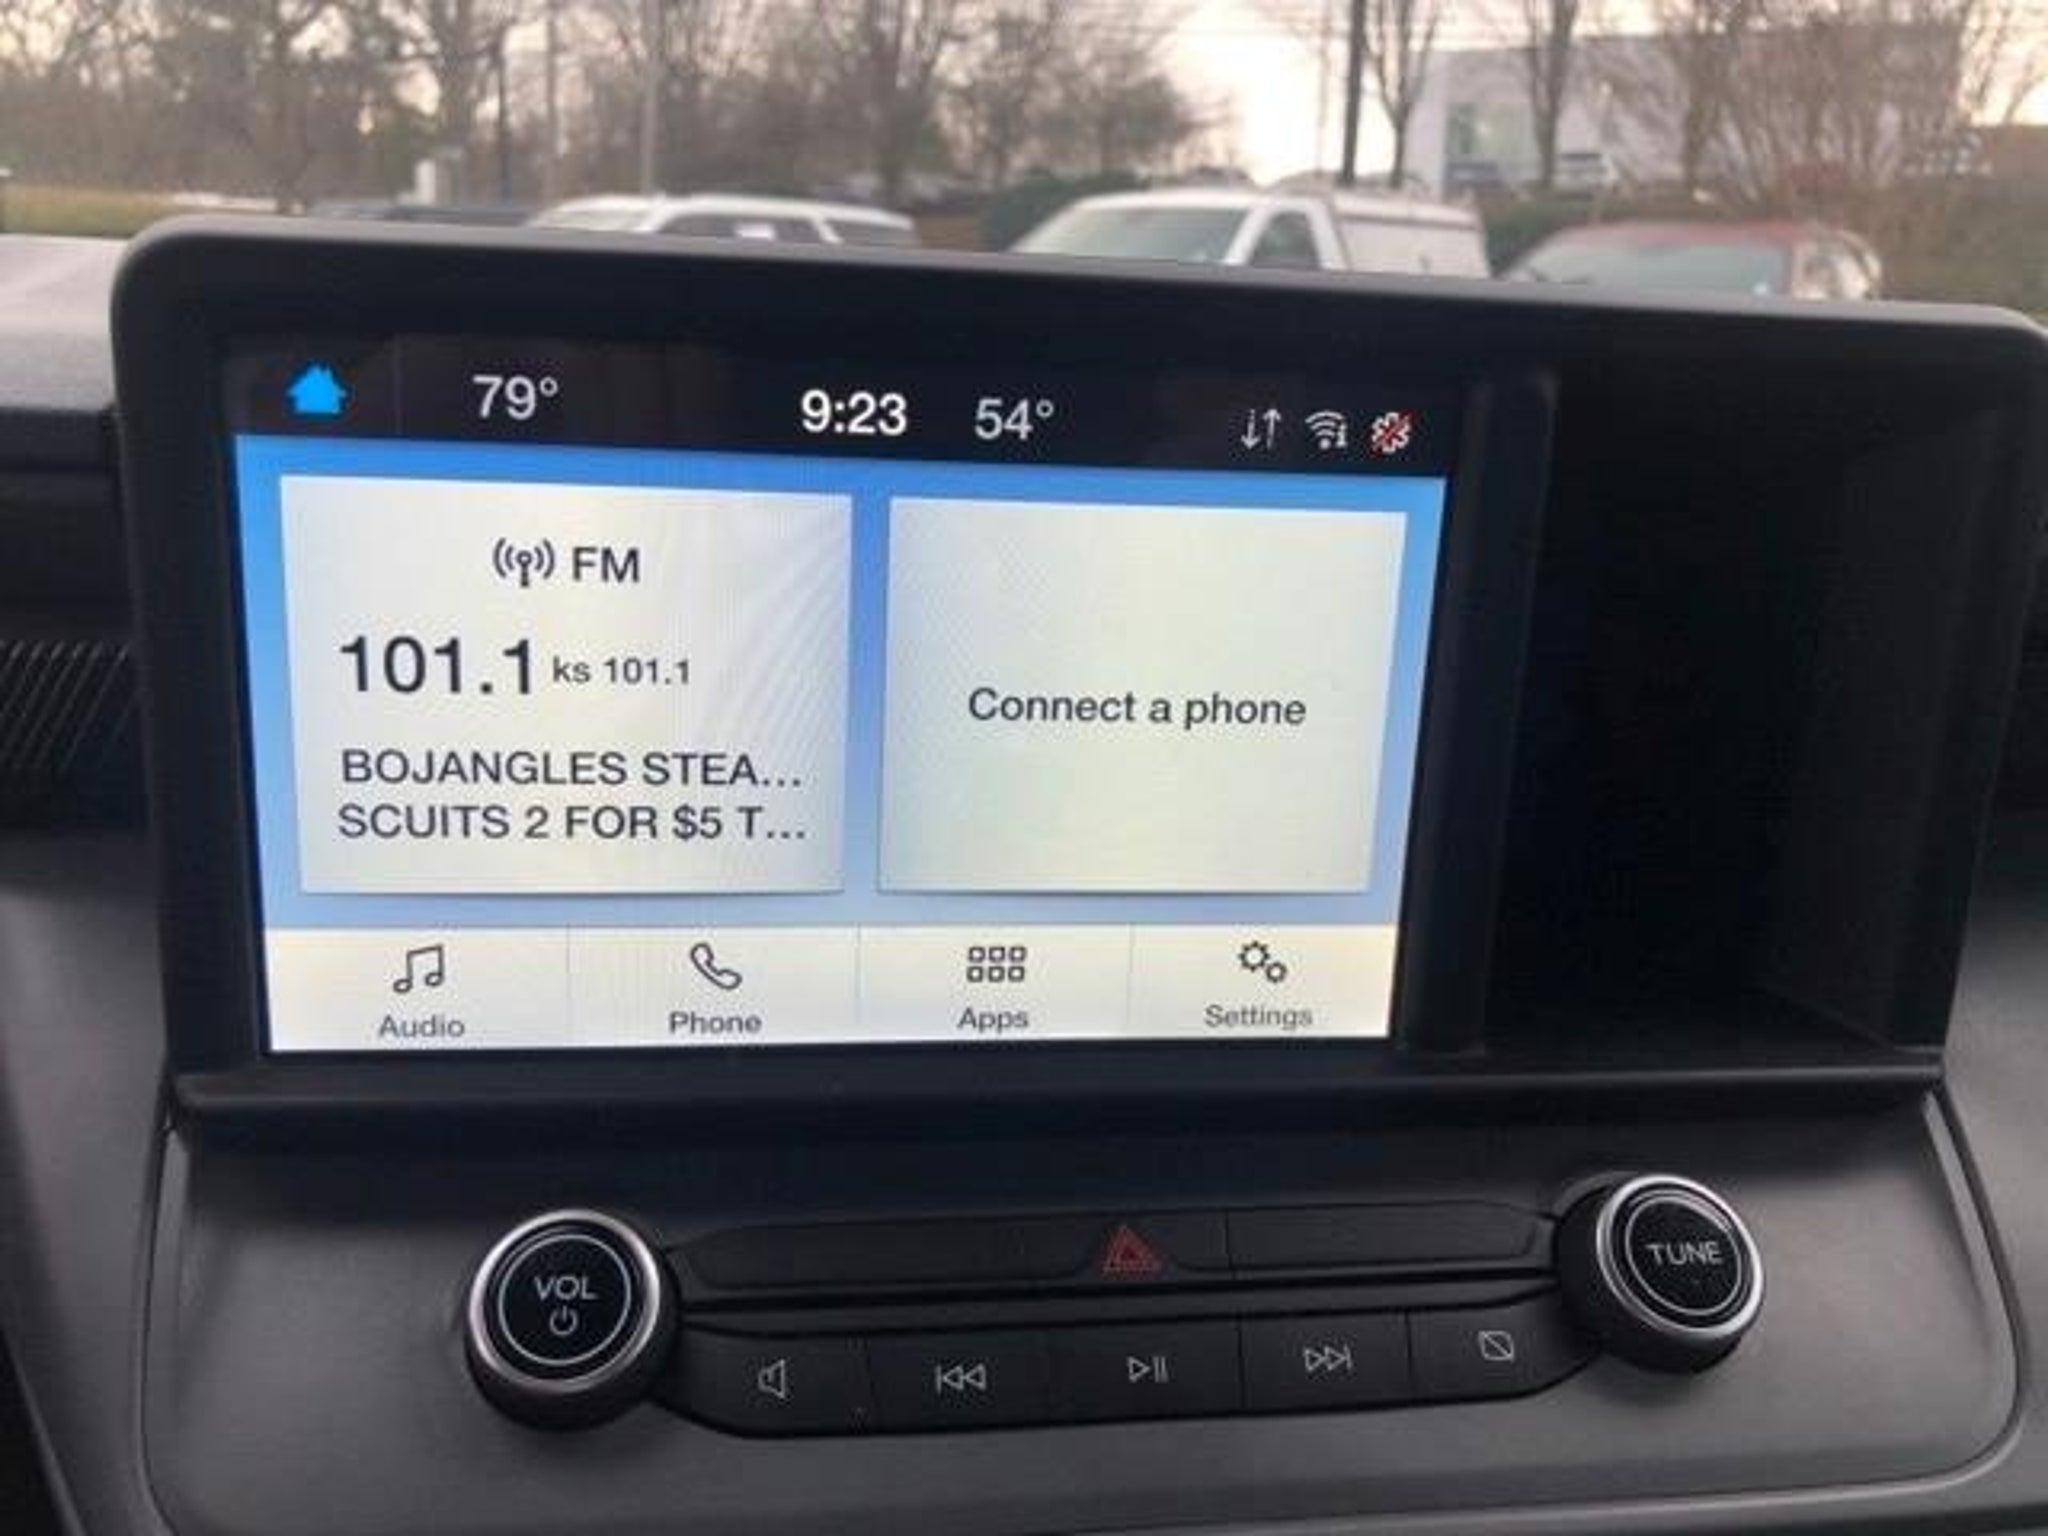 79°
9:23
54°
FM
101.1 ks 101.1
BOJANGLES STEA...
SCUITS 2 FOR $5 T...
Connect a phone
Audio
Phone
Apps
Settings
VOL
TUNE